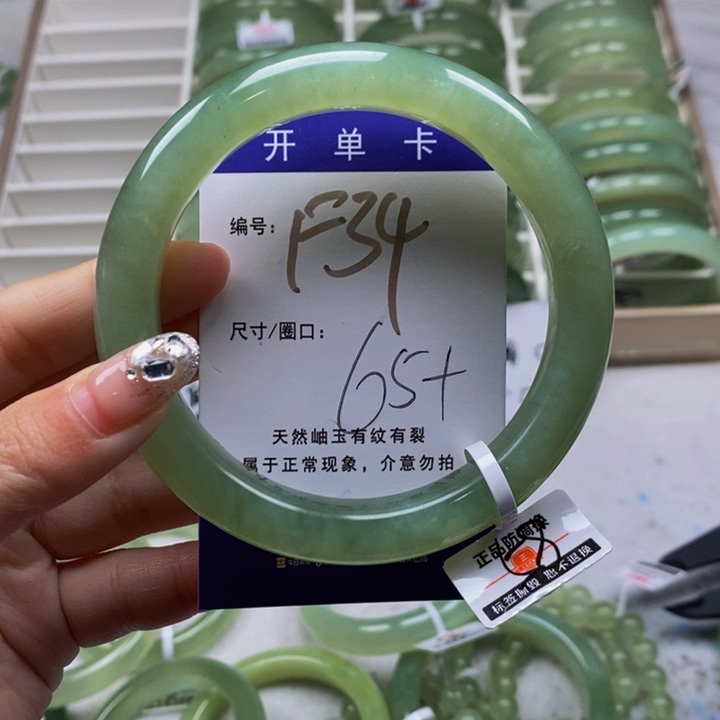 开单卡
编号: F34
尺寸/圈口: 65+
天然岫玉有纹有裂
属于正常现象，介意勿拍
正品防调换
标签撕毁 恕不退换